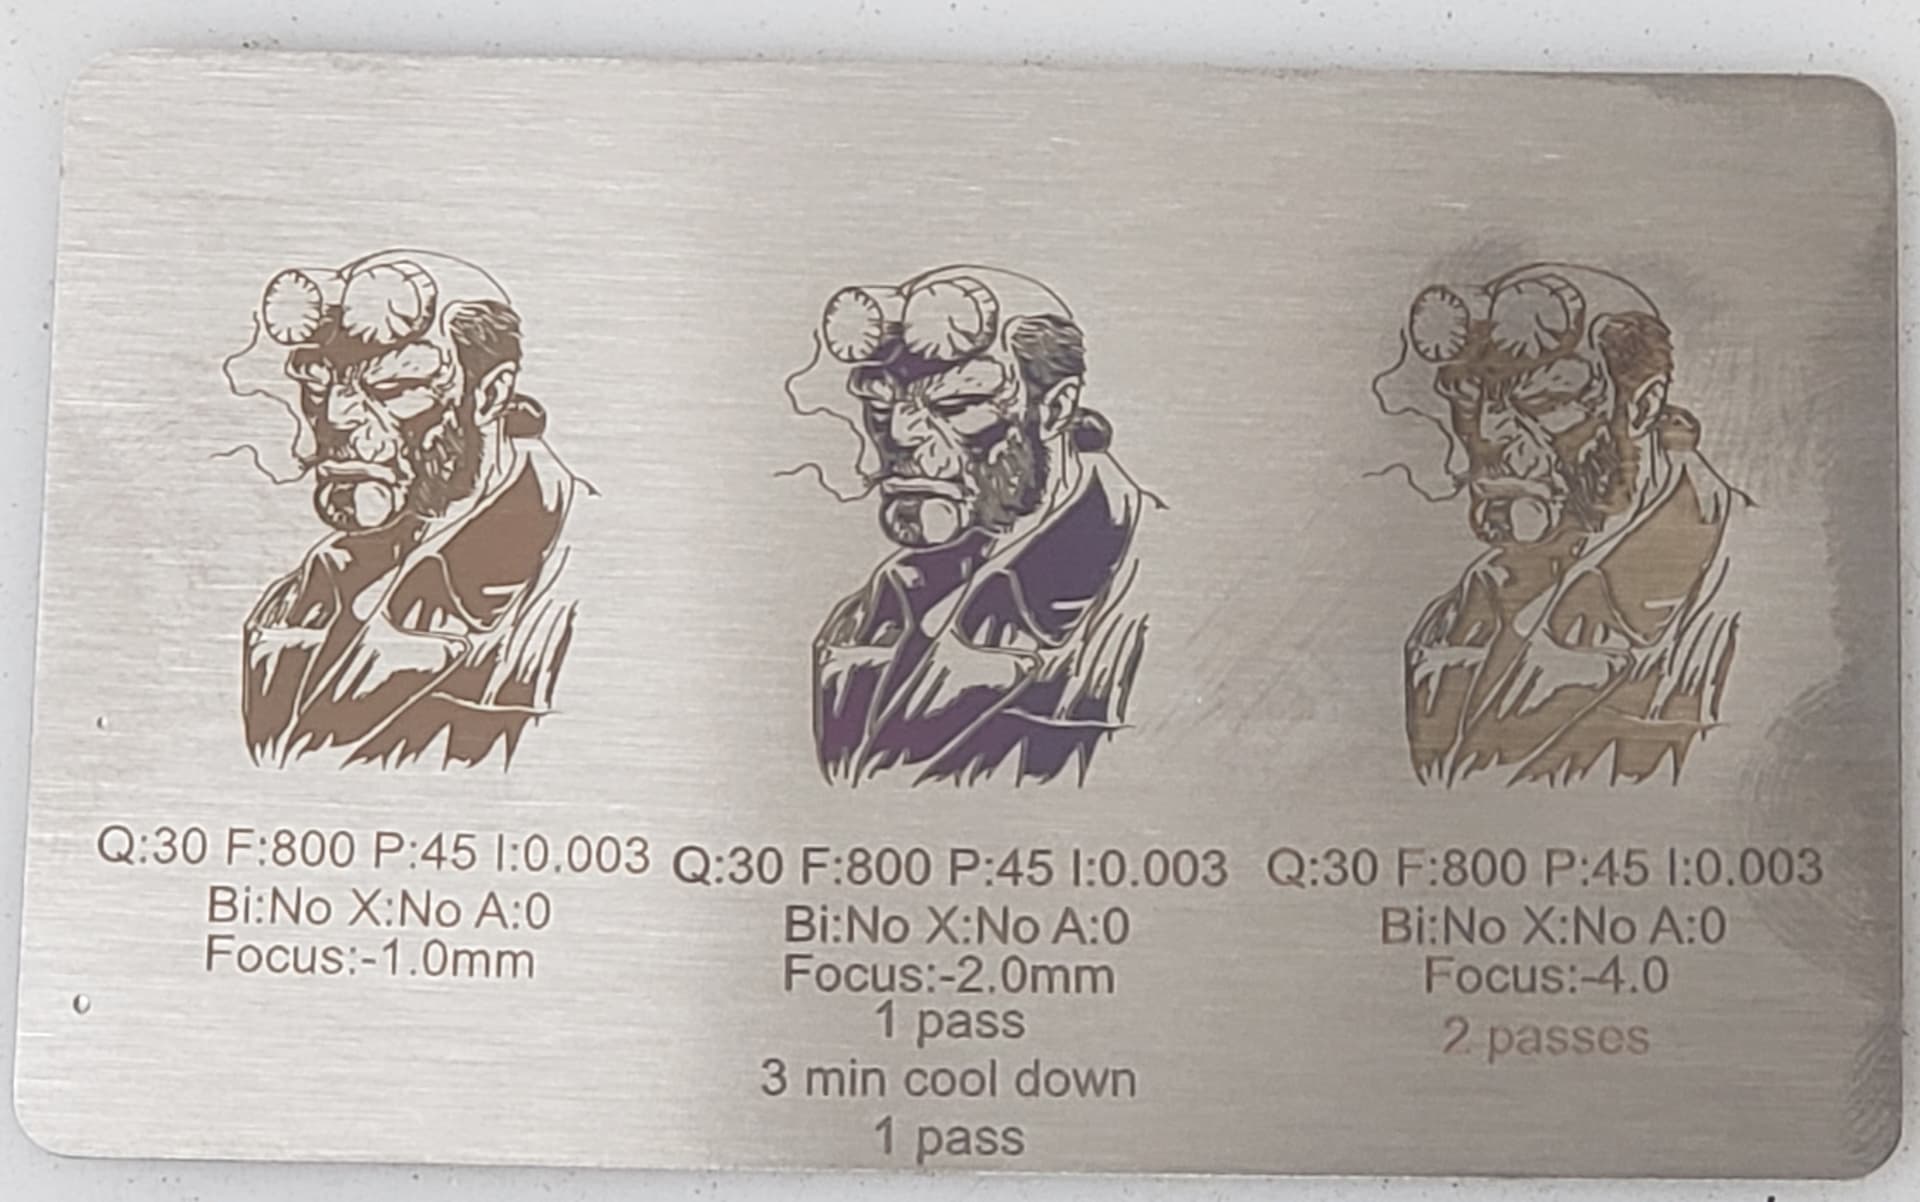 Q:30 F:800 P:45 I:0.003
Bi:No X:No A:0
Focus:-1.0mm
Q:30 F:800 P:45 I:0.003
Bi:No X:No A:0
Focus:-2.0mm
1 pass
3 min cool down
1 pass
Q:30 F:800 P:45 I:0.003
Bi:No X:No A:0
Focus:-4.0
2 passes